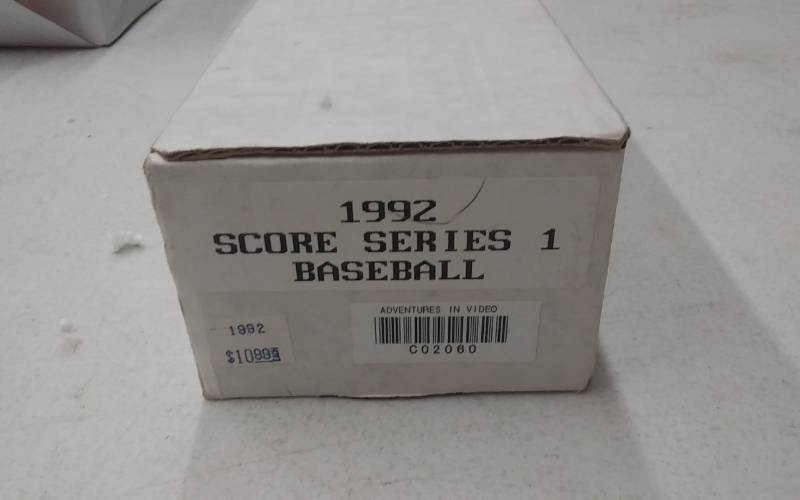 1992
SCORE SERIES 1
BASEBALL
1992
$10.99
ADVENTURES IN VIDEO
C02060